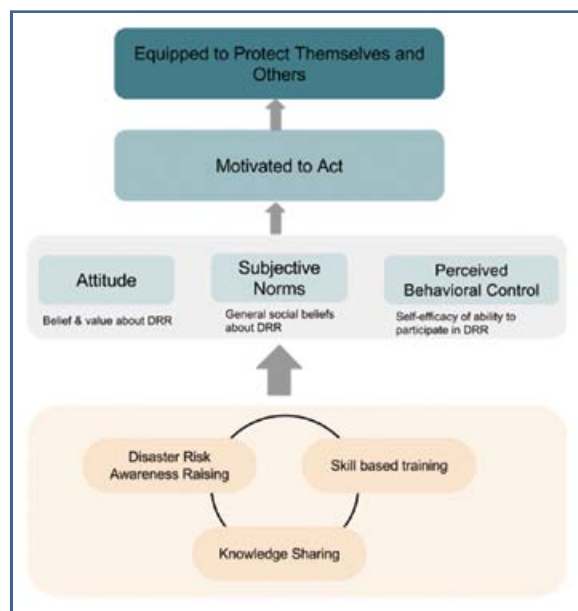 Equipped to Protect Themselves and
Others
Motivated to Act
Attitude
Belief & value about DRR
Subjective
Norms
General social beliefs
about DRR
Perceived
Behavioral Control
Self-efficacy of ability to
participate in DRR
Disaster Risk
Awareness Raising
Skill based training
Knowledge Sharing